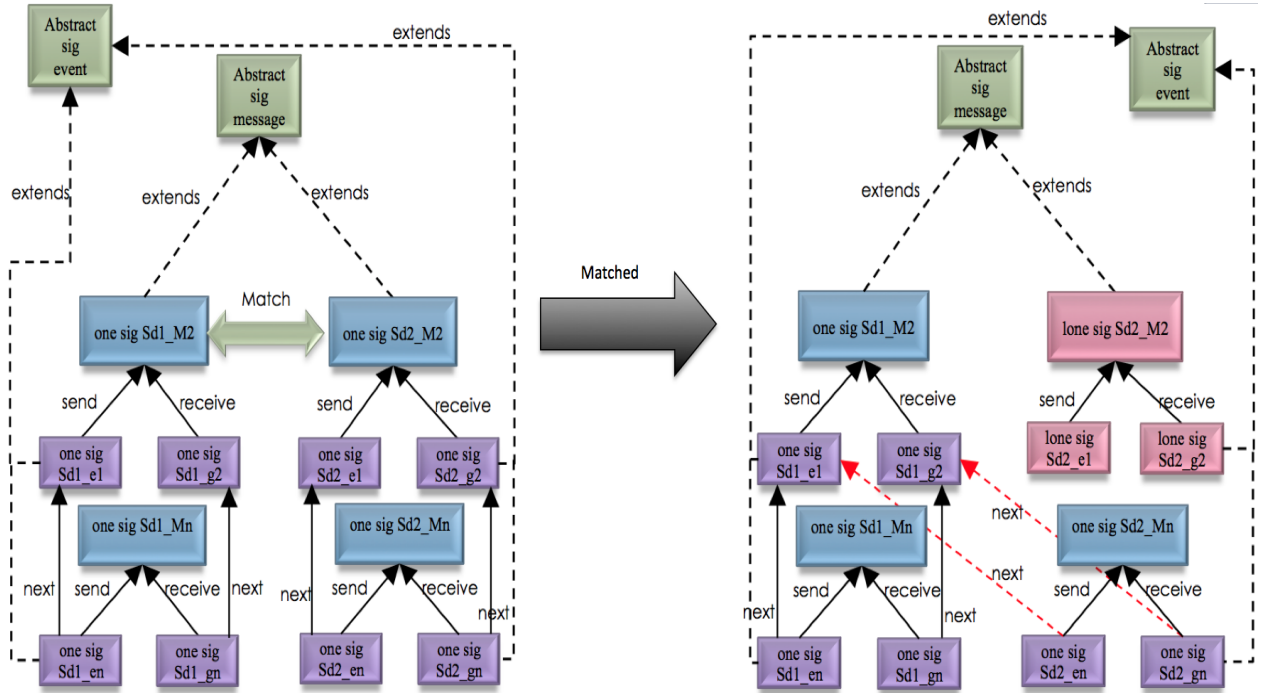 Abstract
sig
event
extends
Abstract
sig
message
extends
extends
extends
Match
one sig Sd1_M2
one sig Sd2_M2
send
receive
send
receive
one sig
Sd1_e1
one sig
Sd1_g2
one sig
Sd2_e1
one sig
Sd2_g2
one sig Sd1_Mn
one sig Sd2_Mn
next
send
receive
next
next
send
receive
next
one sig
Sd1_en
one sig
Sd1_gn
one sig
Sd2_en
one sig
Sd2_gn
Matched
extends
Abstract
sig
message
Abstract
sig
event
extends
extends
one sig Sd1_M2
lone sig Sd2_M2
send
receive
send
receive
one sig
Sd1_e1
one sig
Sd1_g2
lone sig
Sd2_e1
lone sig
Sd2_g2
next
one sig Sd1_Mn
one sig Sd2_Mn
next
next
send
receive
next
send
receive
one sig
Sd1_en
one sig
Sd1_gn
one sig
Sd2_en
one sig
Sd2_gn